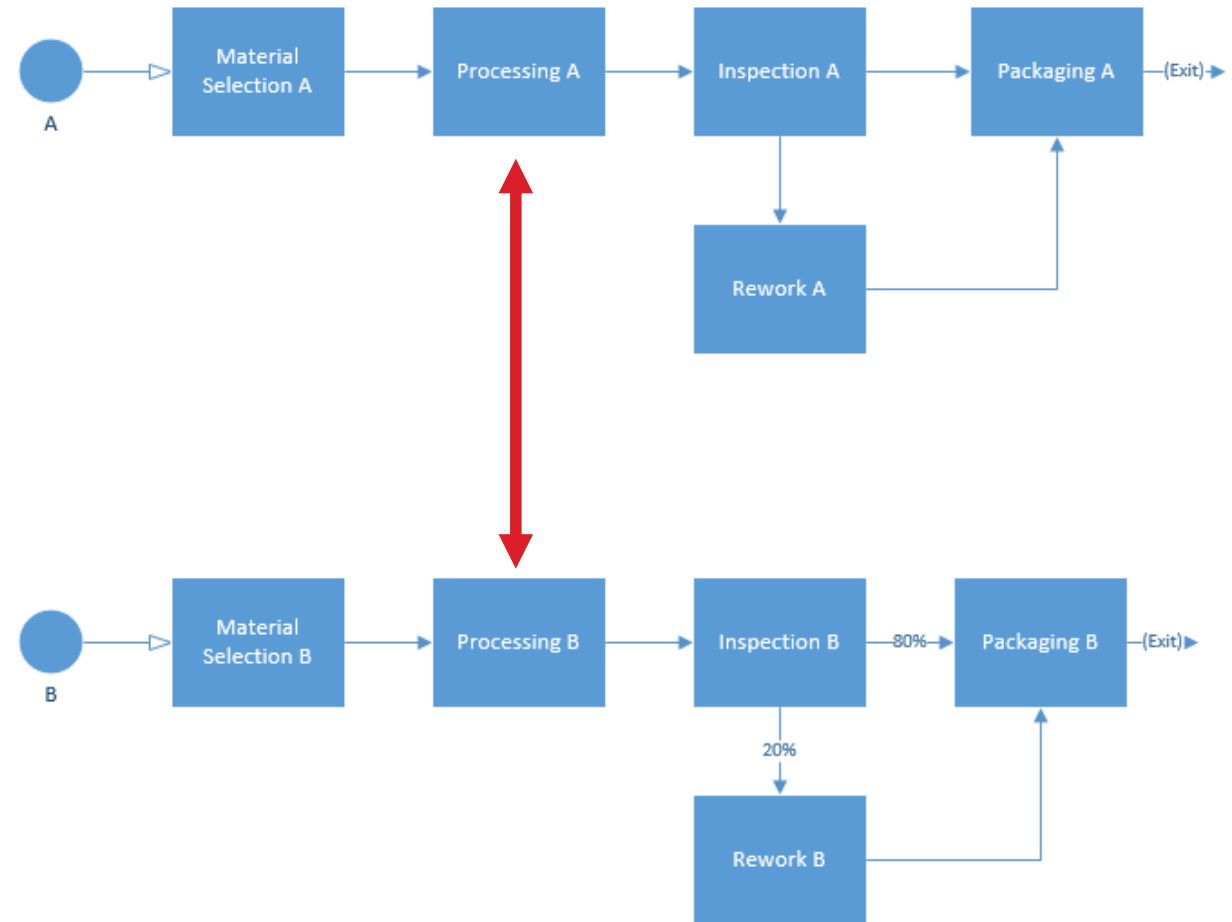 Material
Selection A
Processing A
Inspection A
Packaging A
(Exit)
A
Rework A
Material
Selection B
Processing B
Inspection B
80%
Packaging B
(Exit)
B
20%
Rework B